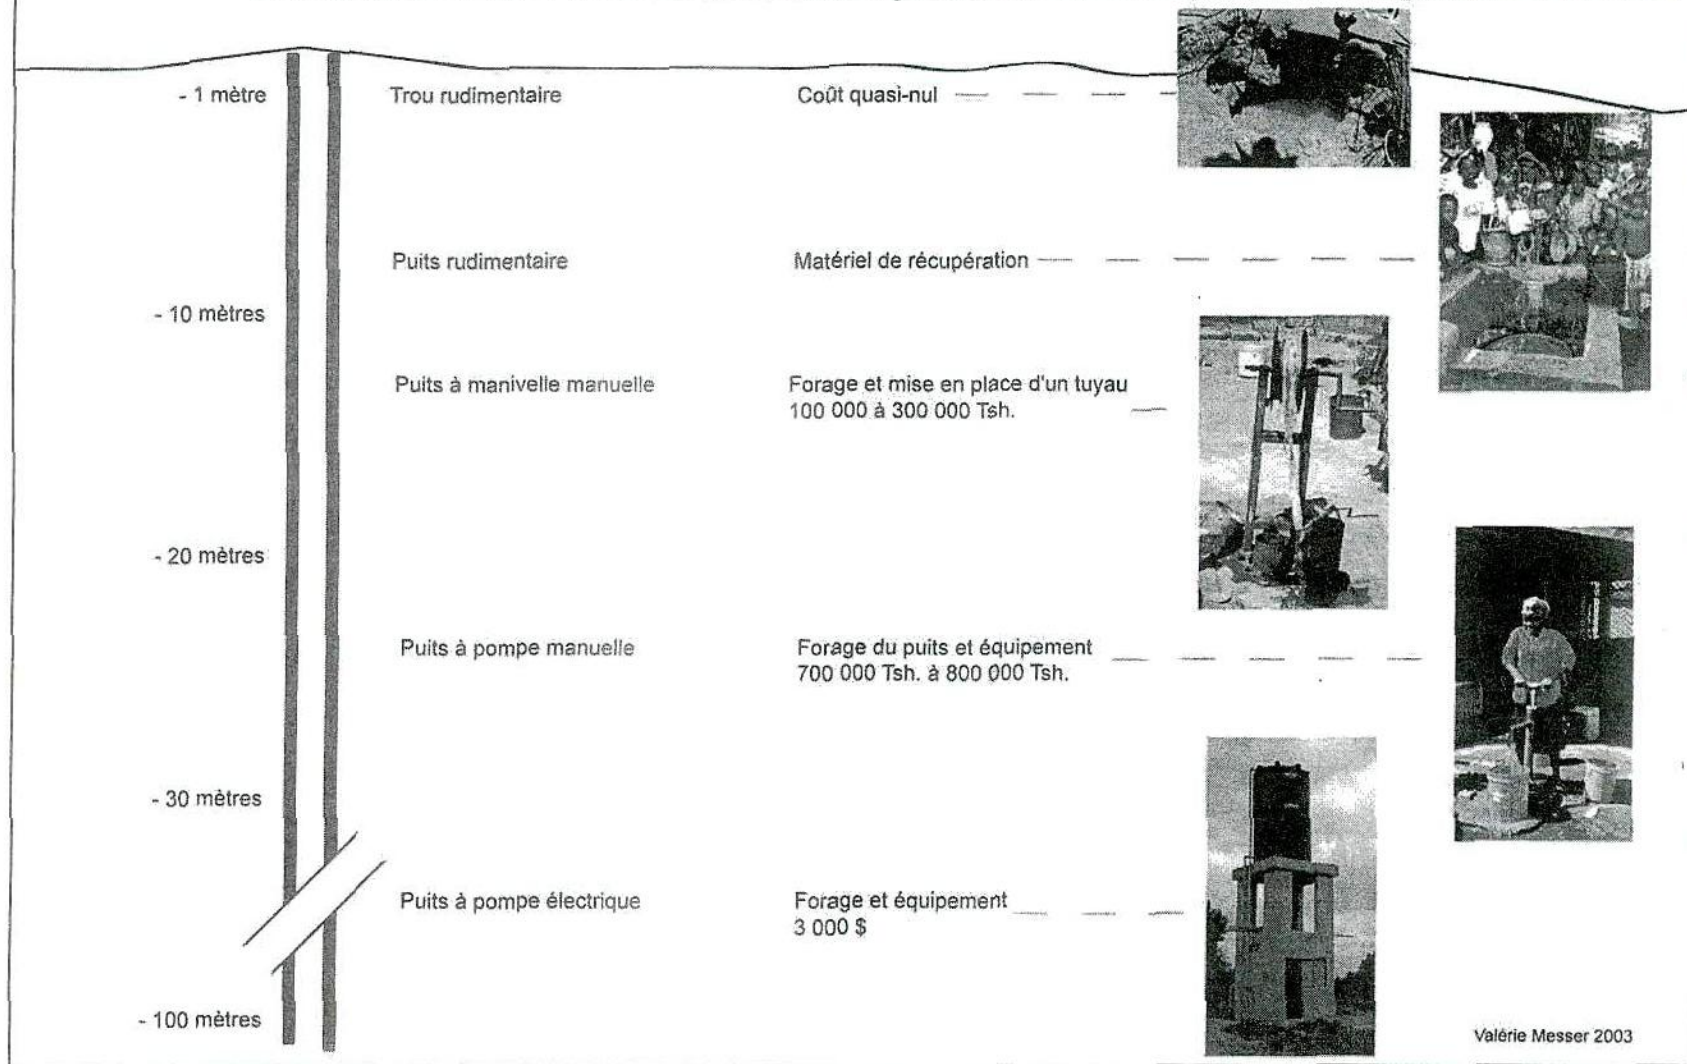 - 1 mètre
Trou rudimentaire
Coût quasi-nul
Puits rudimentaire
Matériel de récupération
- 10 mètres
Puits à manivelle manuelle
Forage et mise en place d'un tuyau
100 000 à 300 000 Tsh.
- 20 mètres
Puits à pompe manuelle
Forage du puits et équipement
700 000 Tsh. à 800 000 Tsh.
- 30 mètres
Puits à pompe électrique
Forage et équipement
3 000 $
- 100 mètres
Valérie Messer 2003